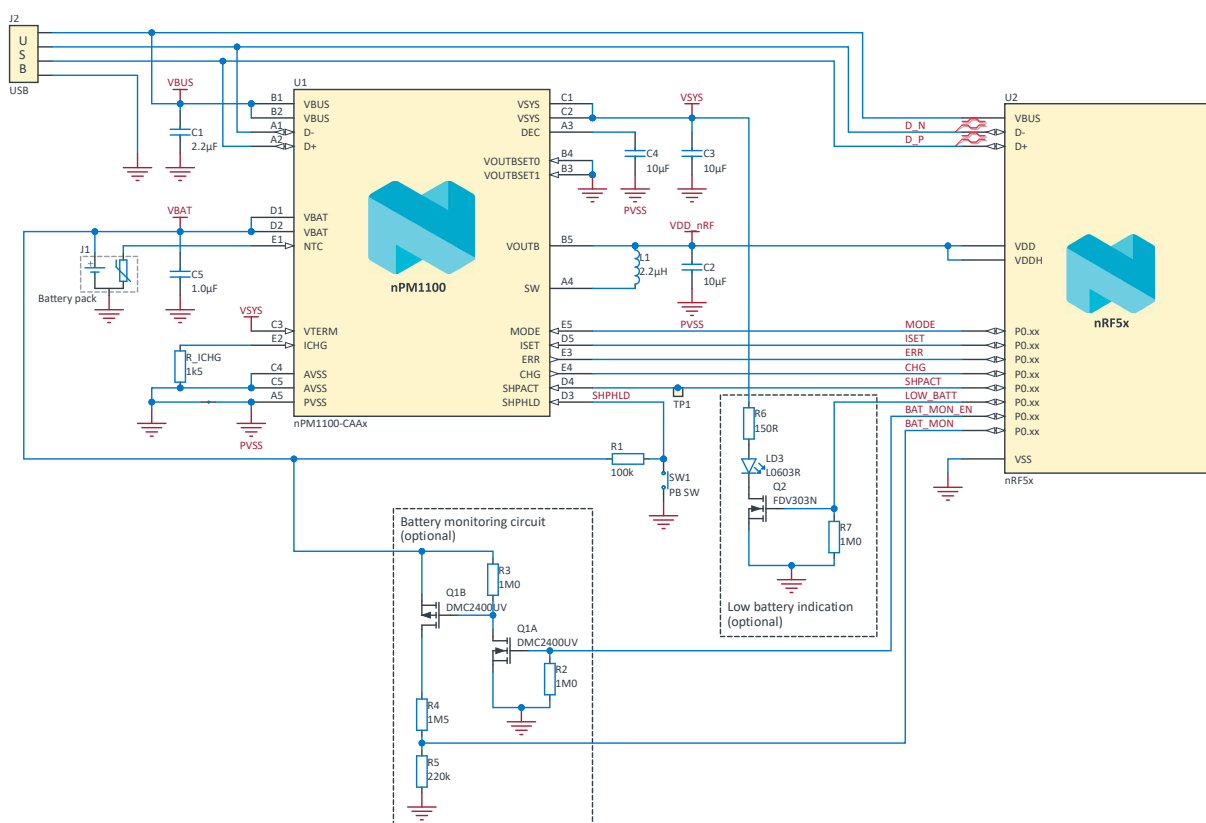 J2
U
S
B
USB
VBUS
C1
2.2µF
U1
B1
VBUS
B2
VBUS
A1
D-
A2
D+
VBAT
D1
VBAT
D2
VBAT
E1
NTC
J1
+
Battery pack
C5
1.0µF
VSYS
C3
VTERM
E2
ICHG
R_ICHG
1k5
C4
AVSS
C5
AVSS
A5
PVSS
PVSS
nPM1100-CAAx
nPM1100
VSYS
C1
VSYS
C2
DEC
A3
VOUTBSET0
B4
VOUTBSET1
B3
VOUTB
B5
SW
A4
MODE
E5
ISET
D5
ERR
E3
CHG
E4
SHPACT
D4
SHPHLD
D3
SHPHLD
VSYS
C4
10µF
PVSS
C3
10µF
VDD_nRF
L1
2.2µH
C2
10µF
PVSS
TP1
R1
100k
SW1
PB SW
U2
D_N
D_P
VBUS
D-
D+
VDD
VDDH
nRF5x
MODE
P0.xx
ISET
P0.xx
ERR
P0.xx
CHG
P0.xx
SHPACT
P0.xx
LOW_BATT
P0.xx
BAT_MON_EN
P0.xx
BAT_MON
P0.xx
VSS
nRF5x
R6
150R
LD3
L0603R
Q2
FDV303N
R7
1M0
Low battery indication
(optional)
Battery monitoring circuit
(optional)
R3
1M0
Q1B
DMC2400UV
Q1A
DMC2400UV
R2
1M0
R4
1M5
R5
220k